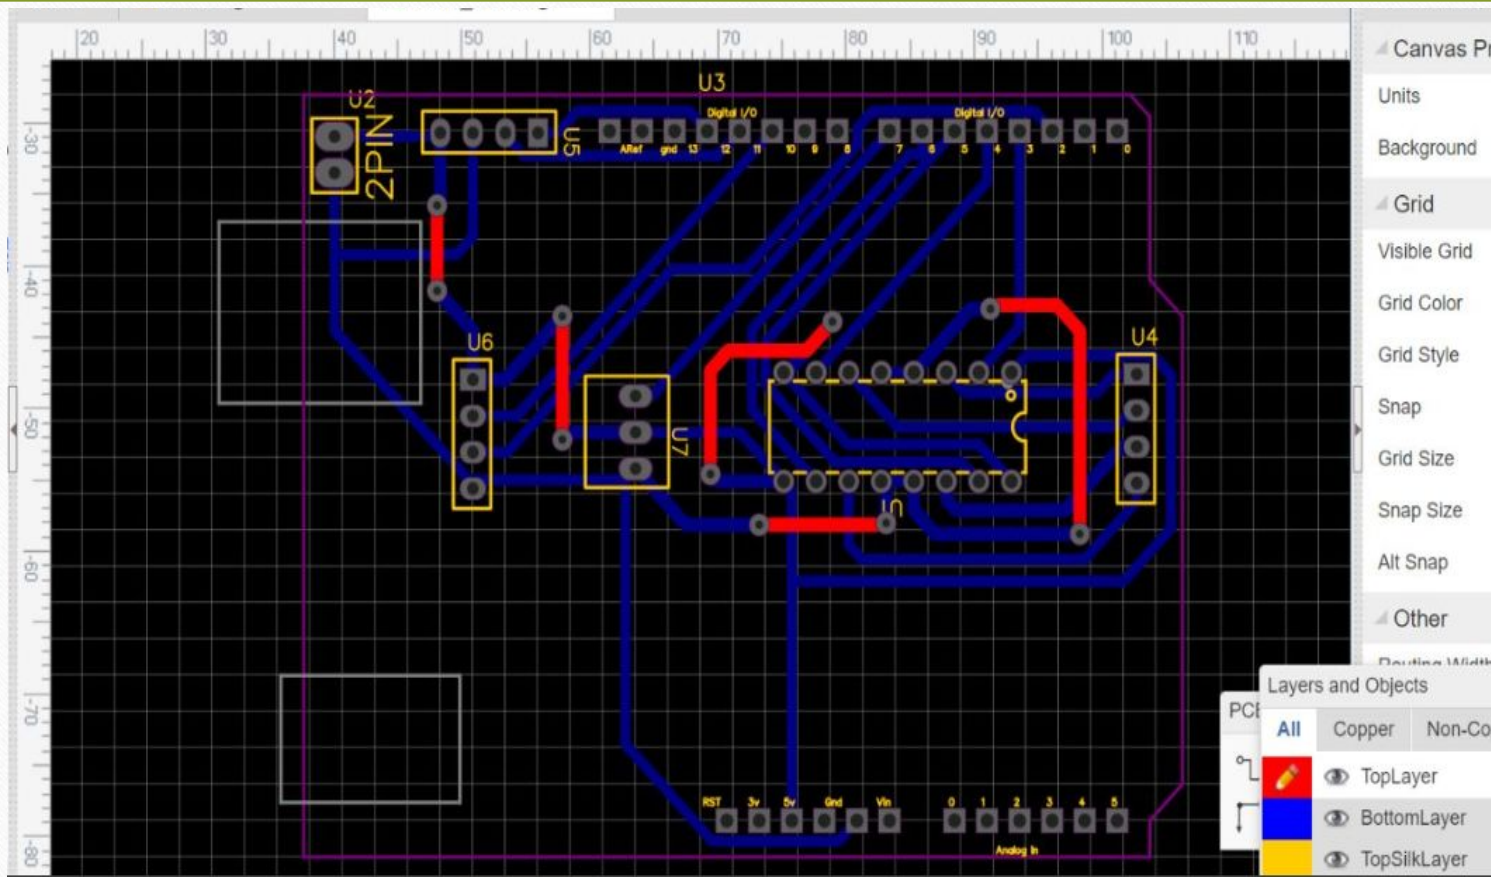 20 30 40 50 60 70 80 90 100 110
-30
-40
-50
-60
-70
-80
U3
U2
2PIN
U5
Digital I/O
Digital I/O
ARef gnd 13 12 11 10 9 8
7 6 5 4 3 2 1 0
U6
U7
U4
U1
RST 3v 5v Gnd Vin
0 1 2 3 4 5
Analog In
Canvas Pr
Units
Background
Grid
Visible Grid
Grid Color
Grid Style
Snap
Grid Size
Snap Size
Alt Snap
Other
Routing Width
PCB
Layers and Objects
All Copper Non-Co
TopLayer
BottomLayer
TopSilkLayer